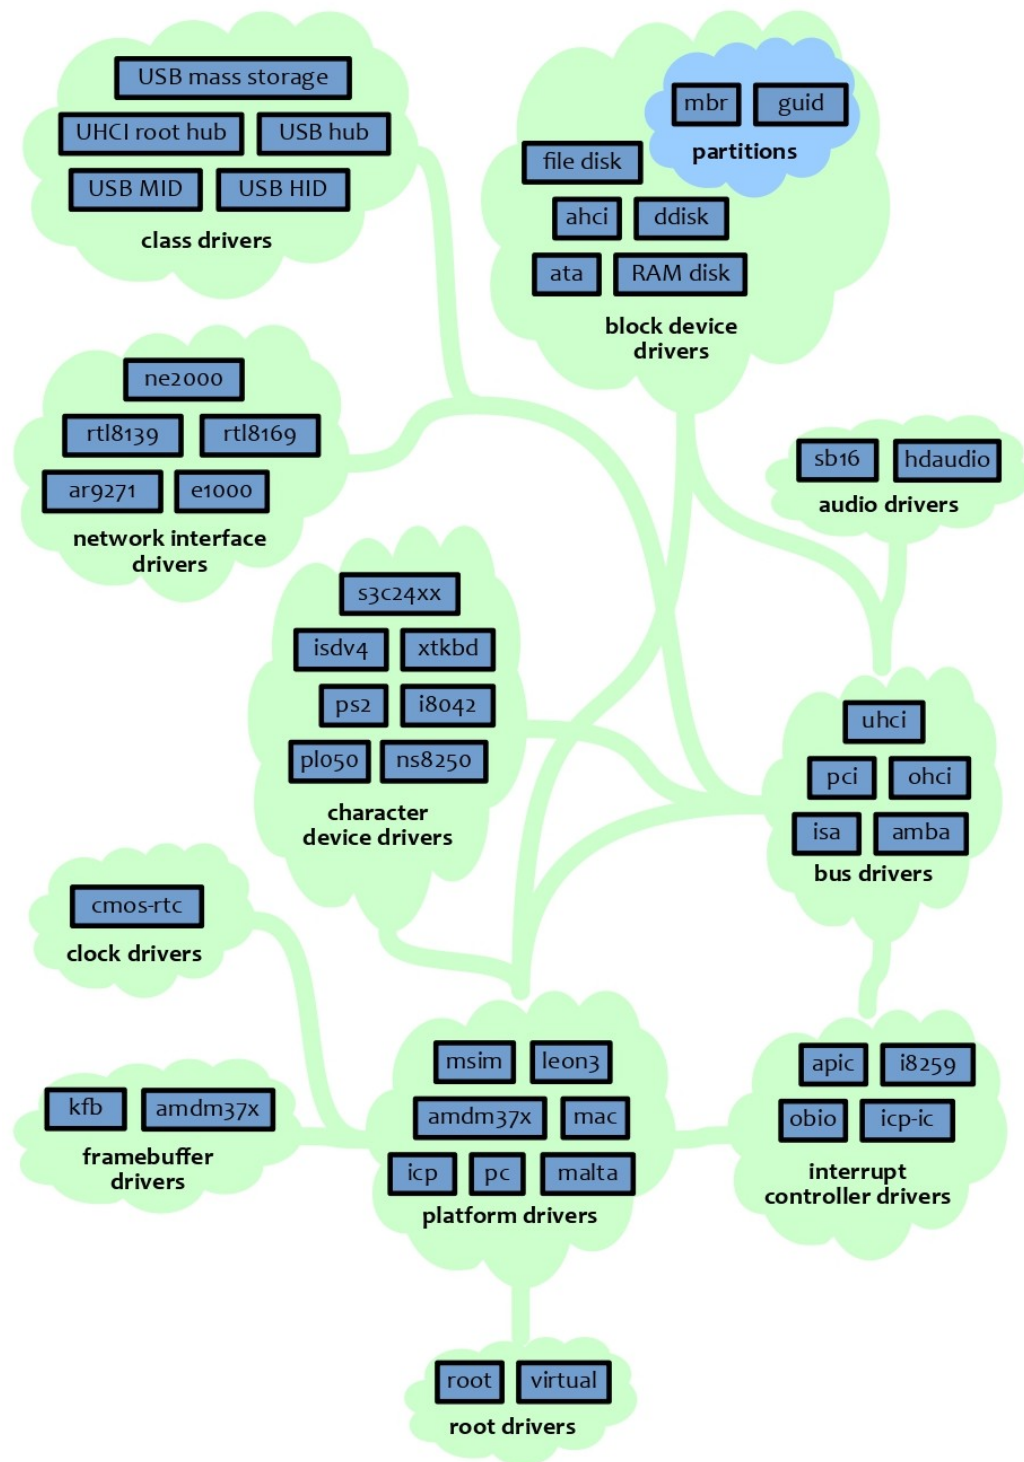 USB mass storage
UHCI root hub
USB hub
USB MID
USB HID
class drivers
mbr
guid
partitions
file disk
ahci
ddisk
ata
RAM disk
block device
drivers
ne2000
rtl8139
rtl8169
ar9271
e1000
network interface
drivers
sb16
hdaudio
audio drivers
s3c24xx
isdv4
xtkbd
ps2
i8042
pl050
ns8250
character
device drivers
uhci
pci
ohci
isa
amba
bus drivers
cmos-rtc
clock drivers
kfb
amdm37x
framebuffer
drivers
msim
leon3
amdm37x
mac
icp
pc
malta
platform drivers
apic
i8259
obio
icp-ic
interrupt
controller drivers
root
virtual
root drivers